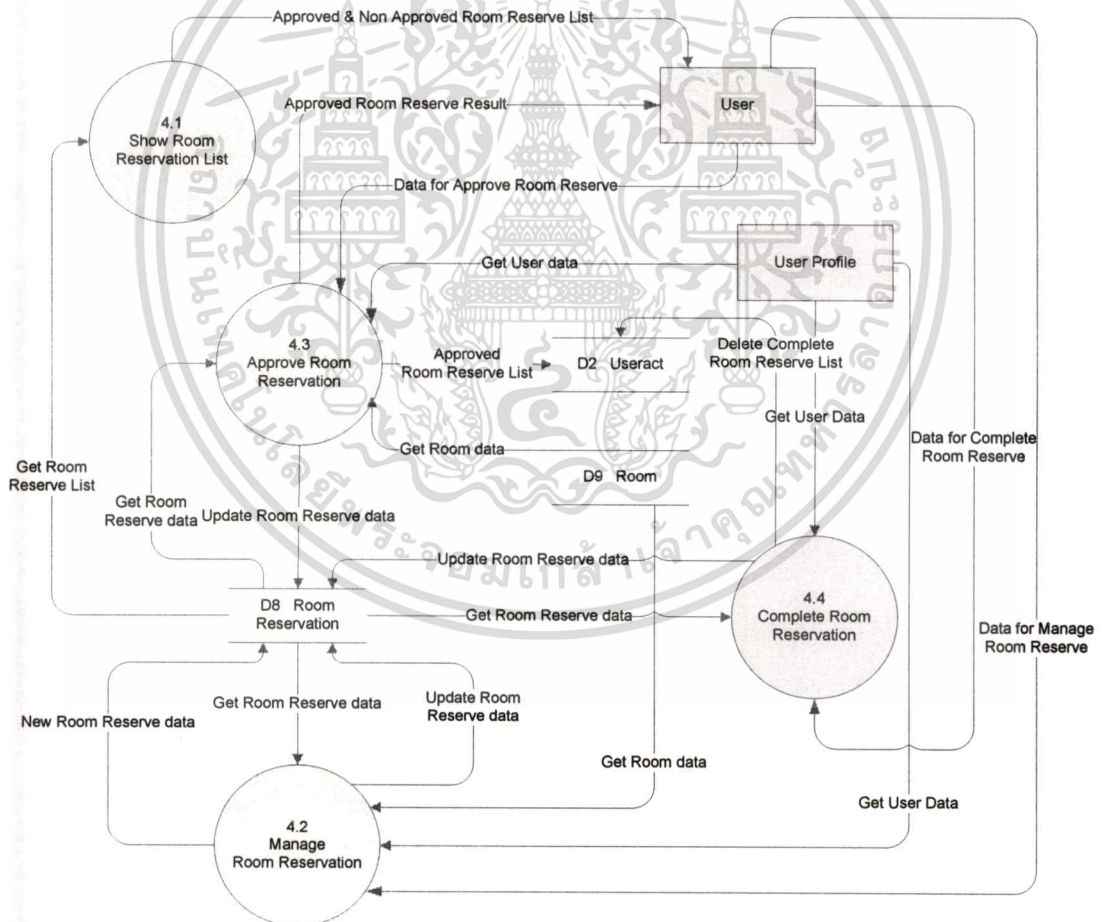 Approved & Non Approved Room Reserve List
User
Approved Room Reserve Result
4.1
Show Room
Reservation List
Data for Approve Room Reserve
Get User data
User Profile
4.3
Approve Room
Reservation
Approved
Room Reserve List
D2 Useract
Delete Complete
Room Reserve List
Get User Data
Data for Complete
Room Reserve
Get Room data
D9 Room
Get Room
Reserve List
Get Room
Reserve data
Update Room Reserve data
Update Room Reserve data
D8 Room
Reservation
Get Room Reserve data
4.4
Complete Room
Reservation
Data for Manage
Room Reserve
New Room Reserve data
Get Room Reserve data
Update Room
Reserve data
Get Room data
Get User Data
4.2
Manage
Room Reservation